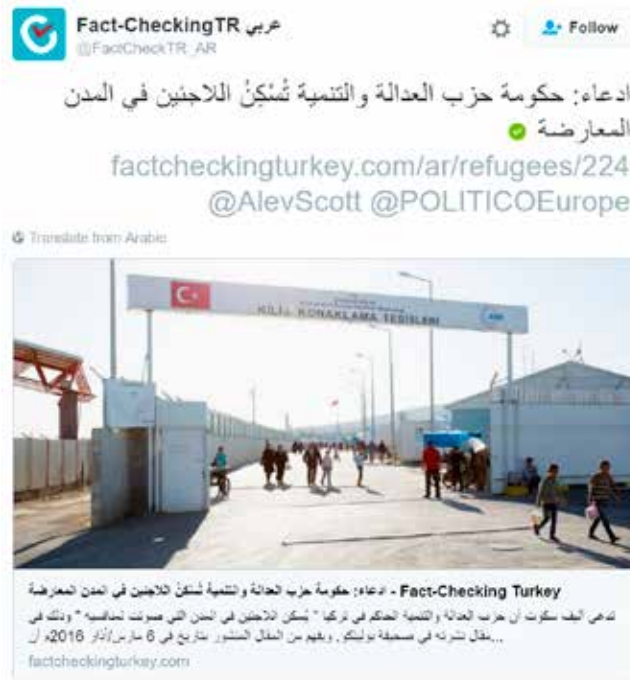 Fact-CheckingTR عربي
@FactCheckTR_AR
Follow
ادعاء: حكومة حزب العدالة والتنمية تُسْكِنُ اللاجئين في المدن
المعارضة
factcheckingturkey.com/ar/refugees/224
@AlevScott @POLITICOEurope
Translate from Arabic
KİLİS KONAKLAMA TESİSLERİ
Fact-Checking Turkey - ادعاء: حكومة حزب العدالة والتنمية تُسكنُ اللاجئين في المدن المعارضة
تدعي أليف سكوت أن حزب العدالة والتنمية الحاكم في تركيا " يُسكن اللاجئين في المدن التي صوتت لمنافسيه " وذلك في
مقال نشرته في صحيفة بوليتكو. ويفهم من المقال المنشور بتاريخ في 6 مارس/آذار 2016، أن...
factcheckingturkey.com